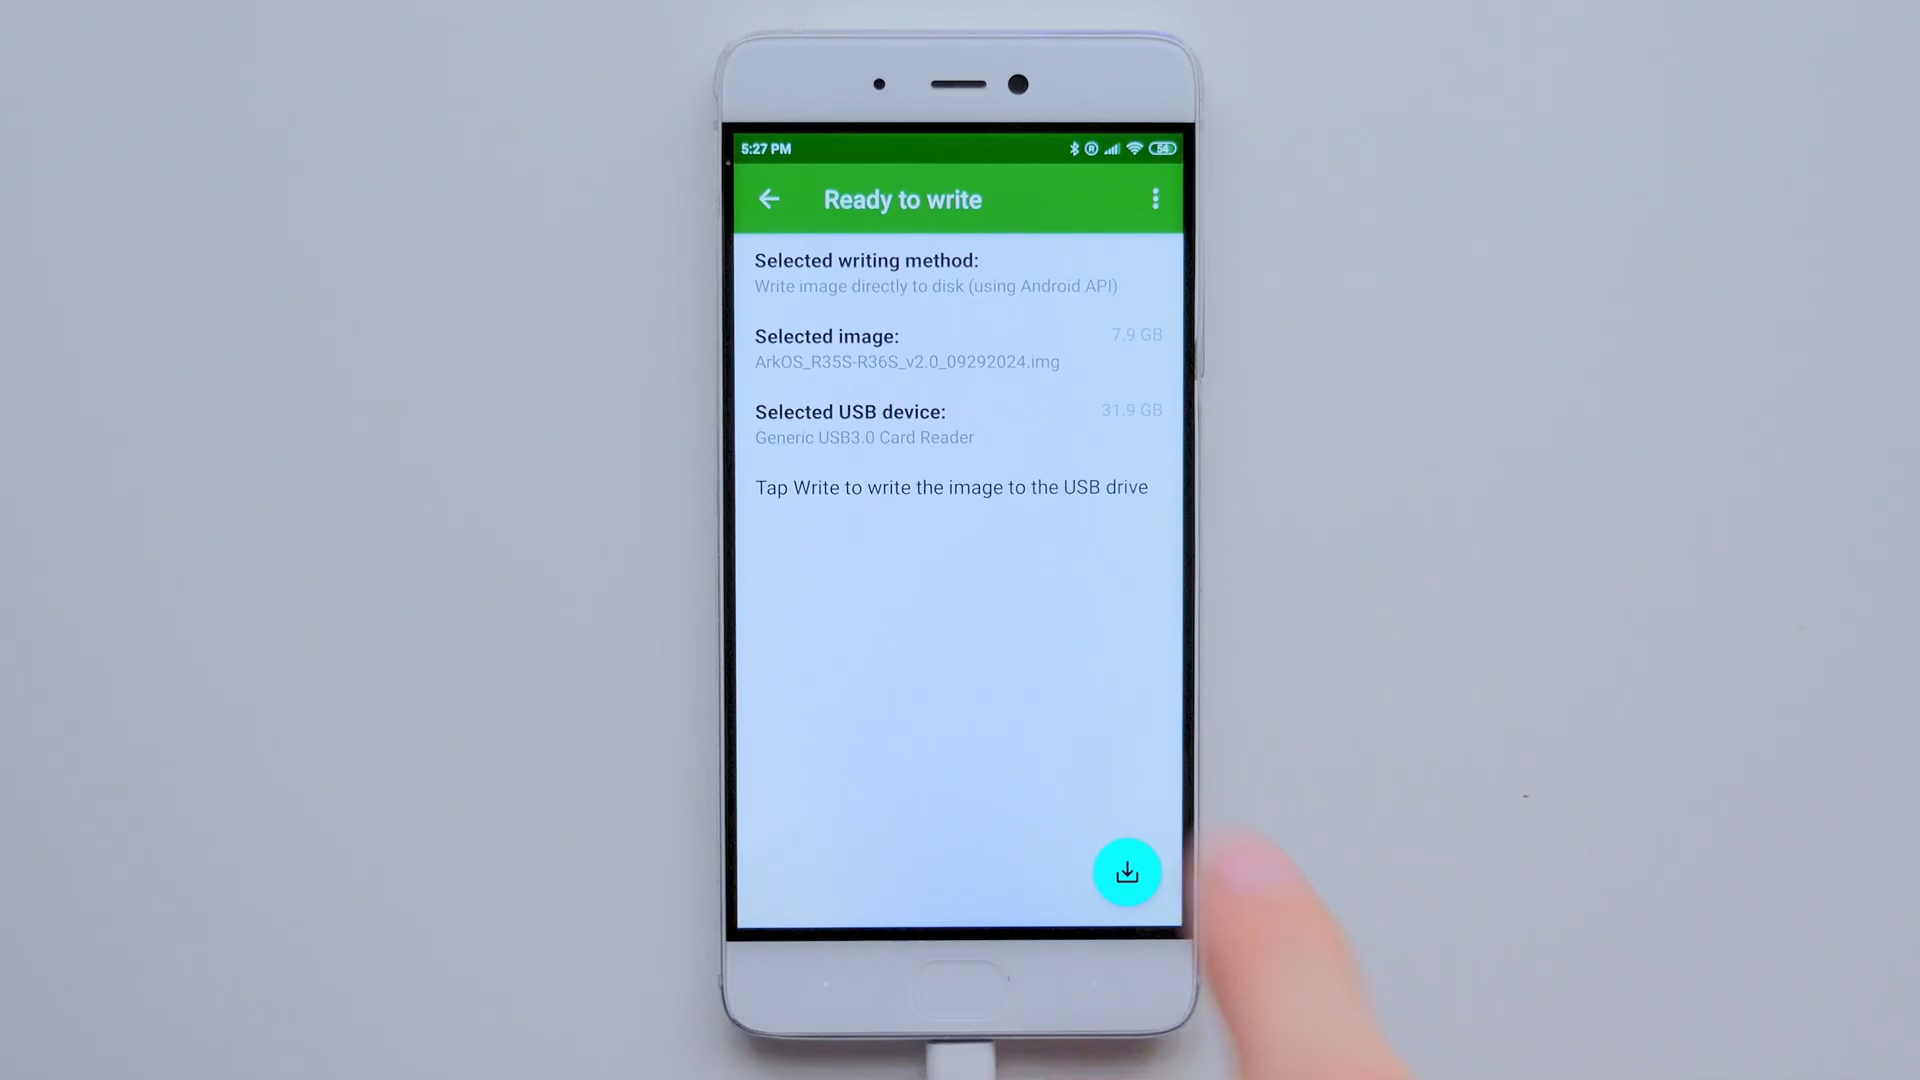 5:27 PM
54
Ready to write
Selected writing method:
Write image directly to disk (using Android API)
Selected image:
7.9 GB
ArkOS_R35S-R36S_v2.0_09292024.img
Selected USB device:
31.9 GB
Generic USB3.0 Card Reader
Tap Write to write the image to the USB drive